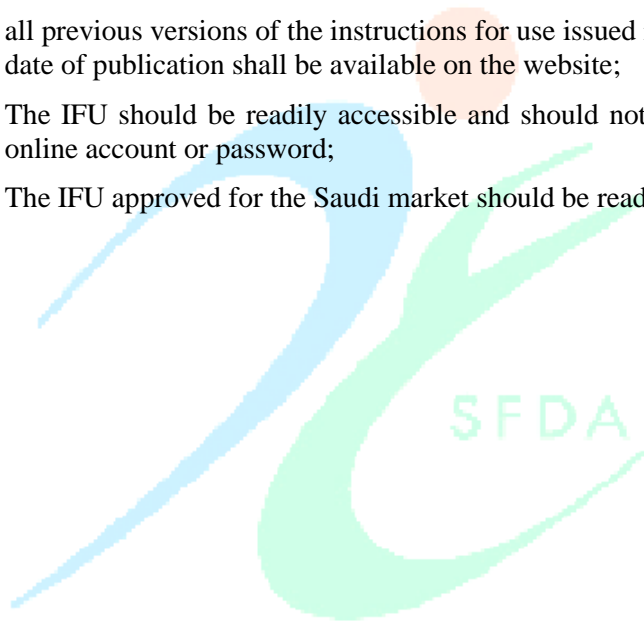 all previous versions of the instructions for use issued
date of publication shall be available on the website;
The IFU should be readily accessible and should not
online account or password;
The IFU approved for the Saudi market should be read
SFDA